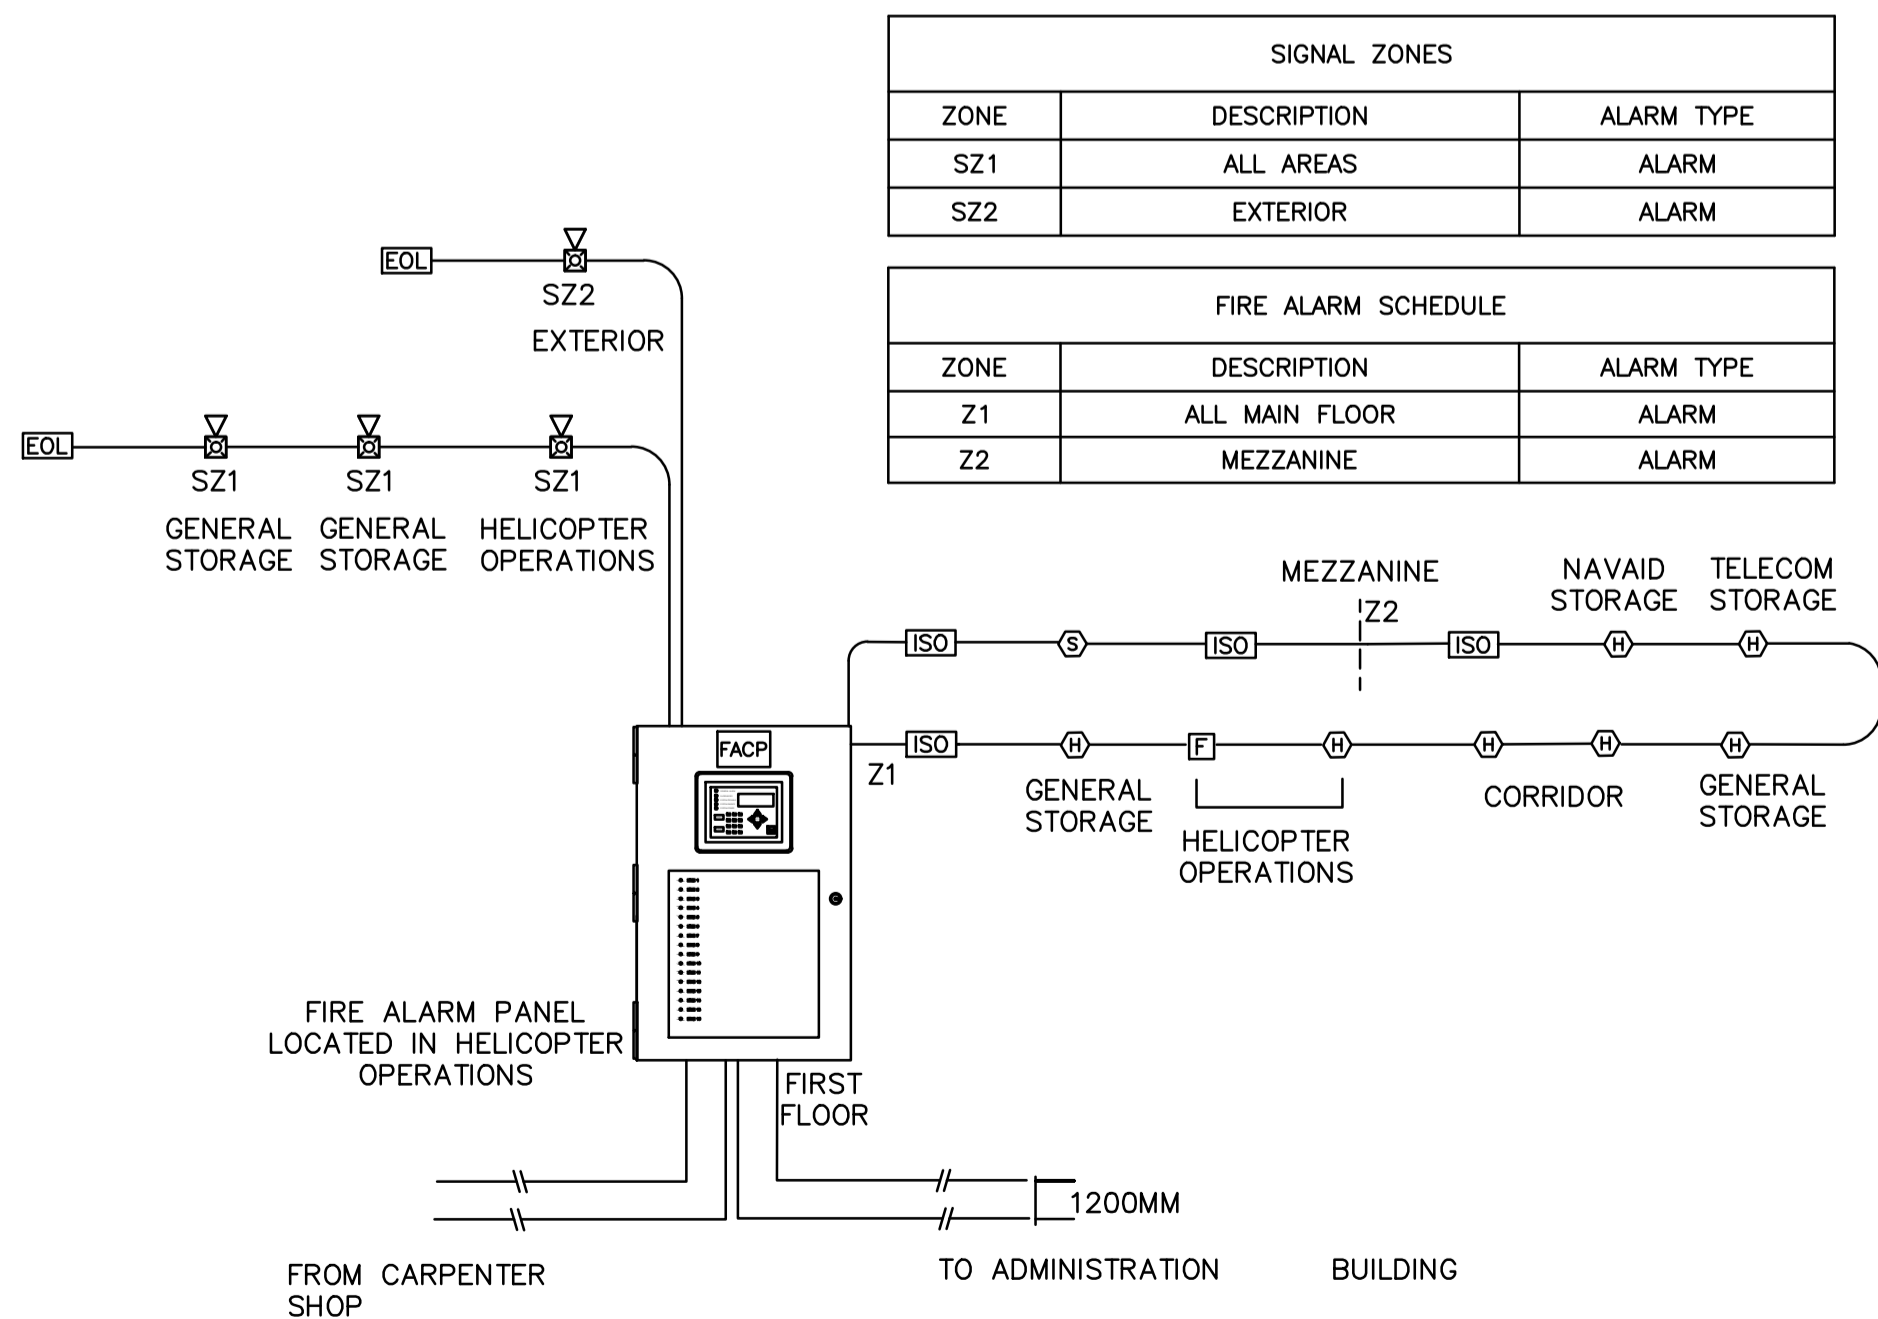 SIGNAL ZONES
ZONE DESCRIPTION ALARM TYPE
SZ1 ALL AREAS ALARM
SZ2 EXTERIOR ALARM
FIRE ALARM SCHEDULE
ZONE DESCRIPTION ALARM TYPE
Z1 ALL MAIN FLOOR ALARM
Z2 MEZZANINE ALARM
EOL
SZ2
EXTERIOR
EOL
SZ1 SZ1 SZ1
GENERAL
STORAGE
GENERAL
STORAGE
HELICOPTER
OPERATIONS
MEZZANINE
Z2
NAVAID
STORAGE
TELECOM
STORAGE
ISO S ISO ISO H H
FACP
Z1
ISO H F H H H H
GENERAL
STORAGE
HELICOPTER
OPERATIONS
CORRIDOR
GENERAL
STORAGE
FIRE ALARM PANEL
LOCATED IN HELICOPTER
OPERATIONS
FIRST
FLOOR
1200MM
FROM CARPENTER
SHOP
TO ADMINISTRATION BUILDING